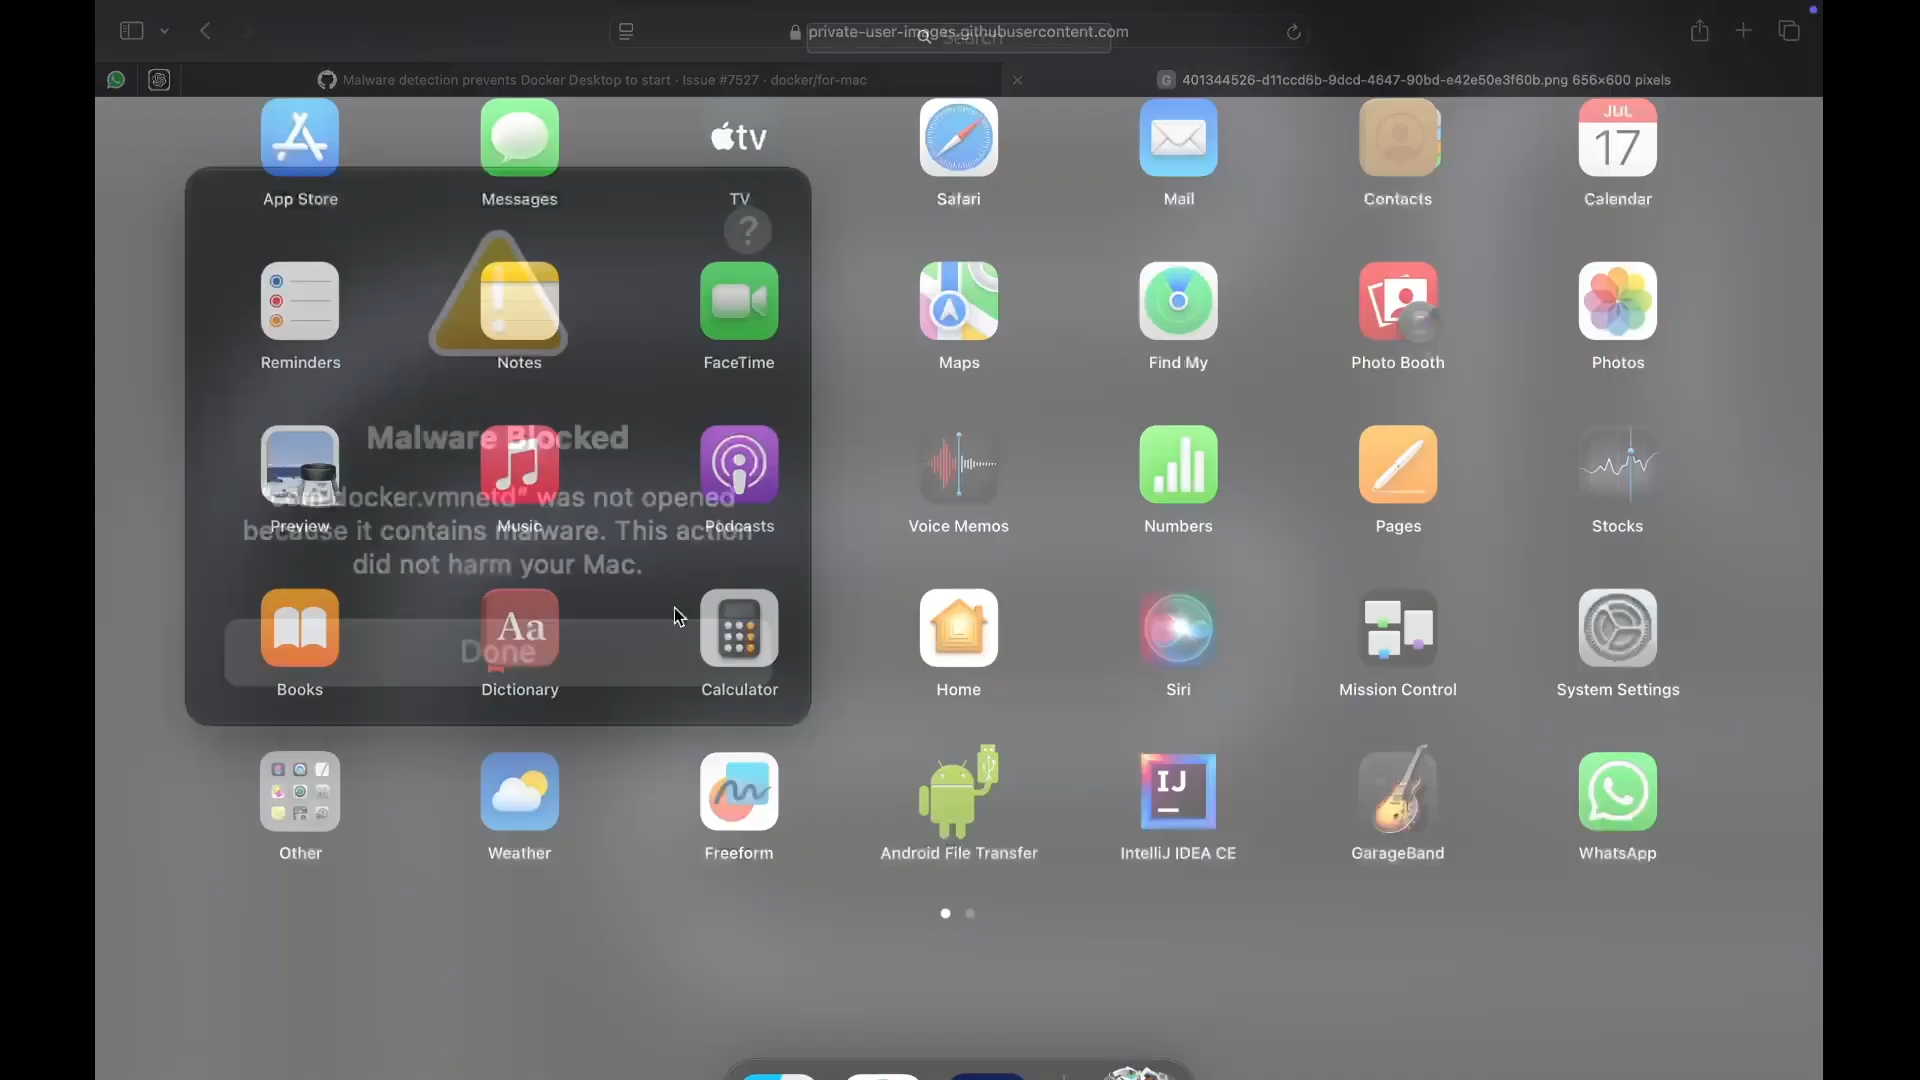 private-user-images.githubusercontent.com
Search
Malware detection prevents Docker Desktop to start · Issue #7527 · docker/for-mac
G 401344526-d11ccd6b-9dcd-4647-90bd-e42e50e3f60b.png 656×600 pixels
tv
JUL
17
App Store
Messages
TV
Safari
Mail
Contacts
Calendar
?
Reminders
Notes
FaceTime
Maps
Find My
Photo Booth
Photos
Malware Blocked
"com.docker.vmnetd" was not opened
because it contains malware. This action
did not harm your Mac.
Preview
Music
Podcasts
Voice Memos
Numbers
Pages
Stocks
Aa
Done
Books
Dictionary
Calculator
Home
Siri
Mission Control
System Settings
IJ
Other
Weather
Freeform
Android File Transfer
IntelliJ IDEA CE
GarageBand
WhatsApp